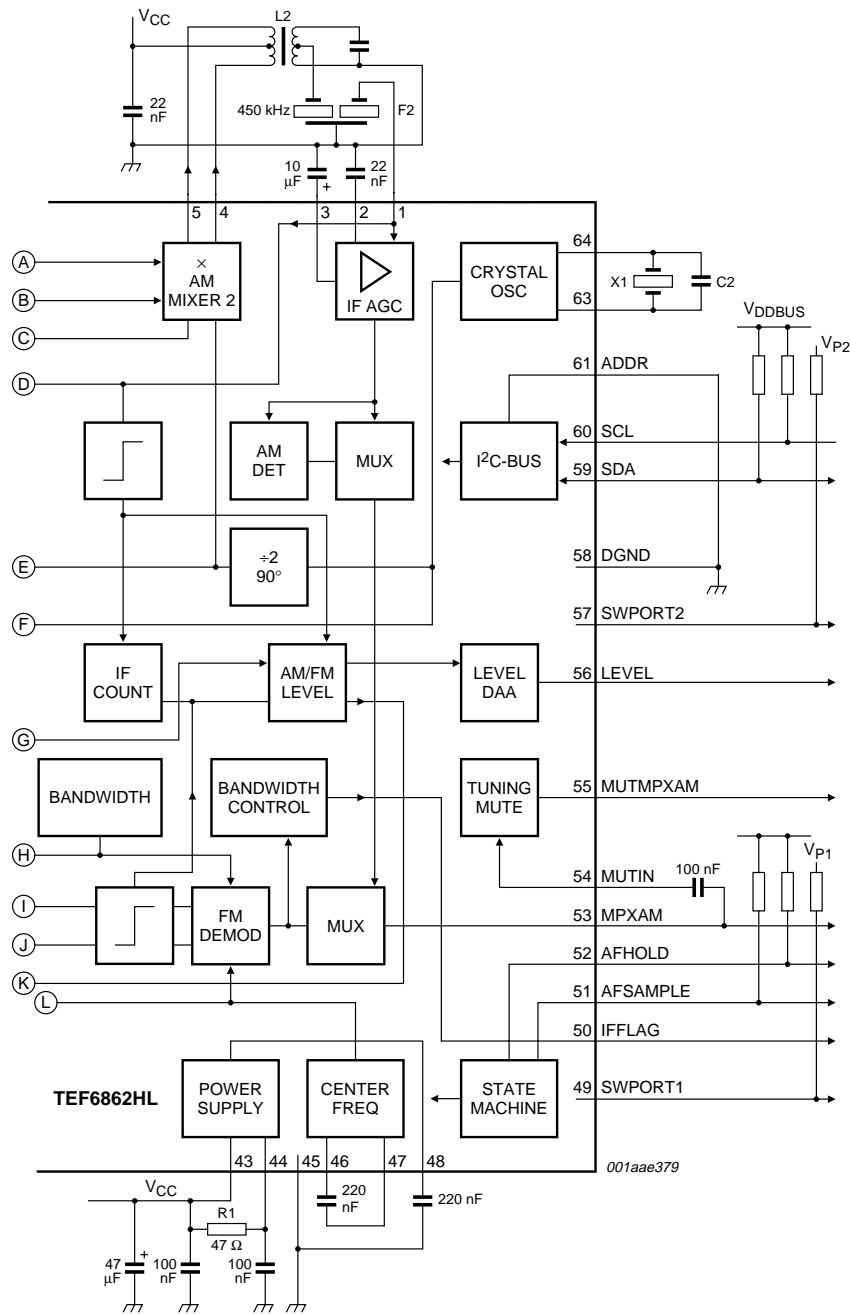 VCC
L2
22
nF
450 kHz
F2
10
μF
+
22
nF
5
4
3
2
1
A
×
AM
MIXER 2
IF AGC
CRYSTAL
OSC
64
X1
C2
63
B
C
VDDBUS
VP2
D
61 ADDR
AM
DET
MUX
I2C-BUS
60 SCL
59 SDA
E
÷2
90°
58 DGND
F
57 SWPORT2
IF
COUNT
AM/FM
LEVEL
LEVEL
DAA
56 LEVEL
G
BANDWIDTH
BANDWIDTH
CONTROL
TUNING
MUTE
55 MUTMPXAM
VP1
H
54 MUTIN
100 nF
I
FM
DEMOD
MUX
53 MPXAM
J
52 AFHOLD
K
51 AFSAMPLE
L
50 IFFLAG
TEF6862HL
POWER
SUPPLY
CENTER
FREQ
STATE
MACHINE
49 SWPORT1
43
44
45
46
47
48
001aae379
VCC
R1
47 Ω
220
nF
220 nF
47
μF
+
100
nF
100
nF